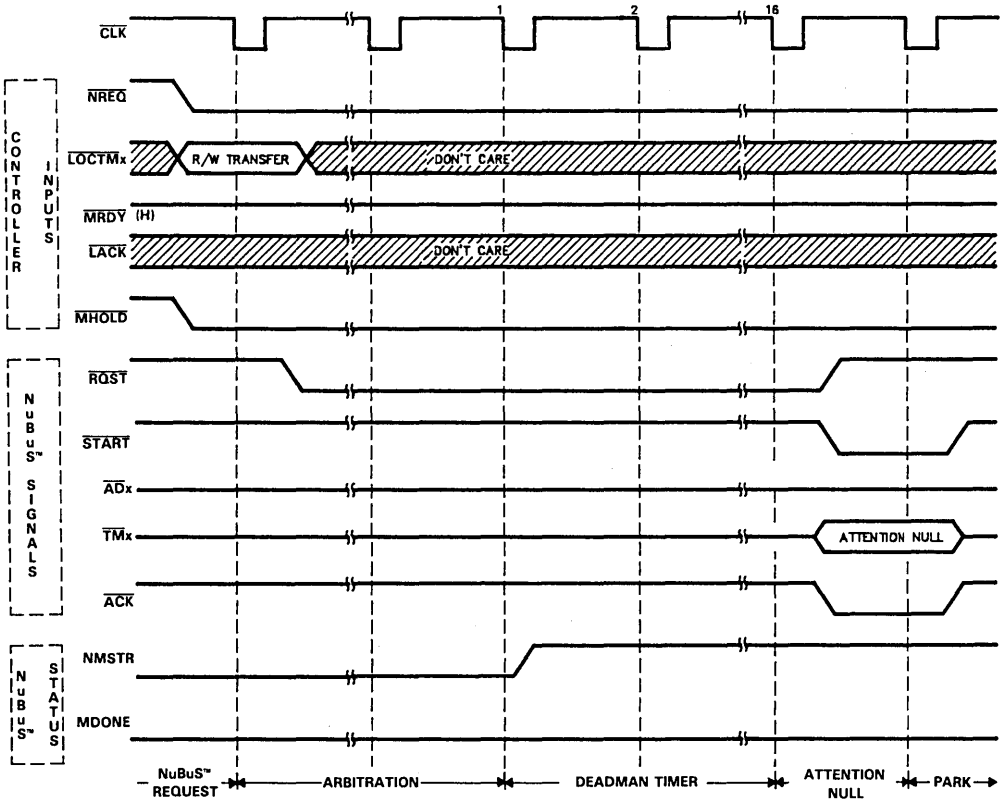 1 2 16
CLK
NREQ
LOCTMx R/W TRANSFER DON'T CARE
MRDY (H)
LACK DON'T CARE
MHOLD
CONTROLLER
INPUTS
RQST
START
ADx
TMx ATTENTION NULL
ACK
NuBuS™ SIGNALS
NMSTR
MDONE
NuBuS™
STATUS
NuBuS™
REQUEST
ARBITRATION
DEADMAN TIMER
ATTENTION
NULL
PARK